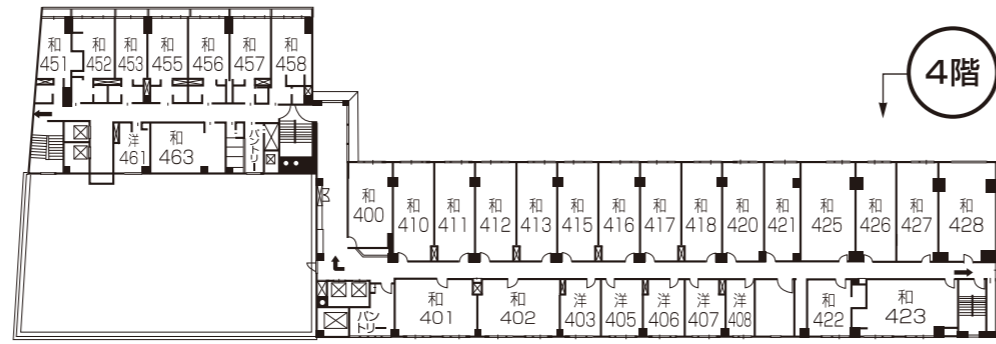 4階
和
451
和
452
和
453
和
455
和
456
和
457
和
458
洋
461
和
463
パントリー
和
400
和
410
和
411
和
412
和
413
和
415
和
416
和
417
和
418
和
420
和
421
和
425
和
426
和
427
和
428
パン
トリー
和
401
和
402
洋
403
洋
405
洋
406
洋
407
洋
408
和
422
和
423